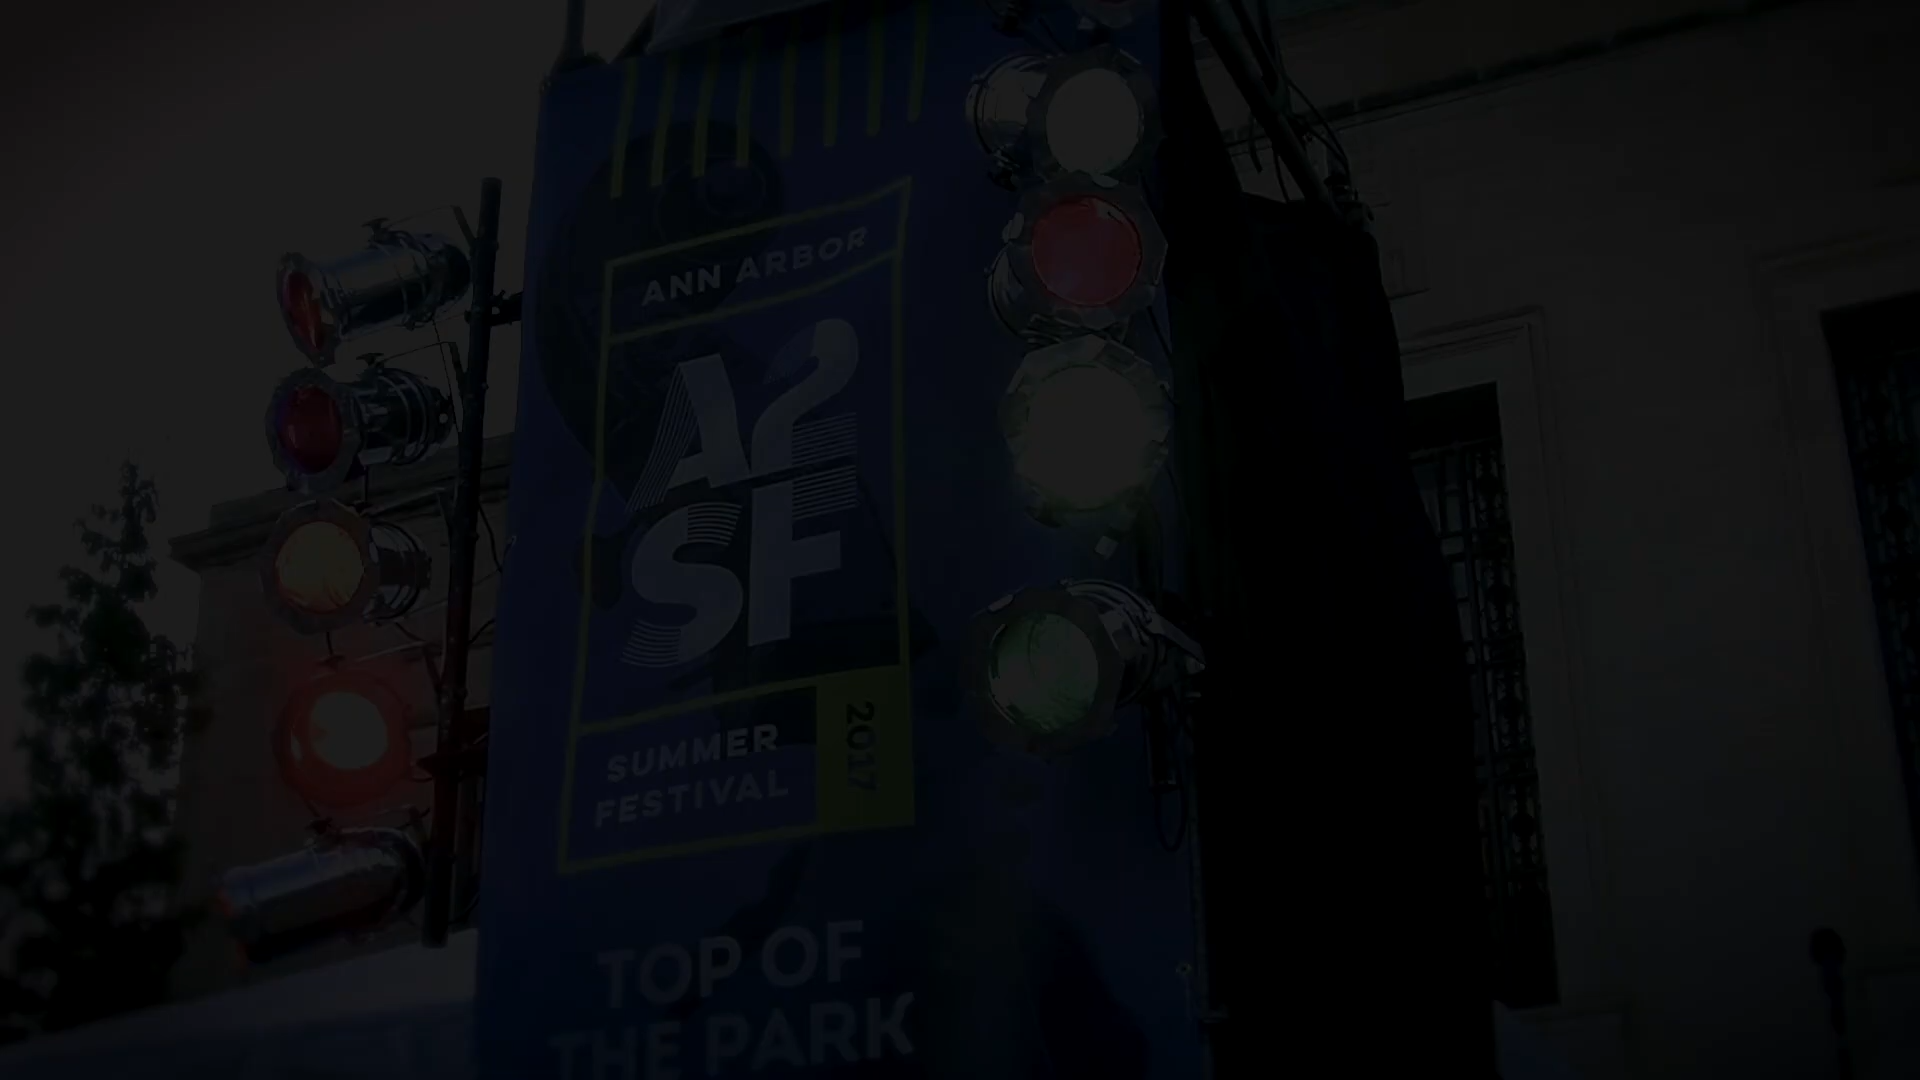 ANN ARBOR
A2
SF
SUMMER
FESTIVAL
2017
TOP OF
THE PARK